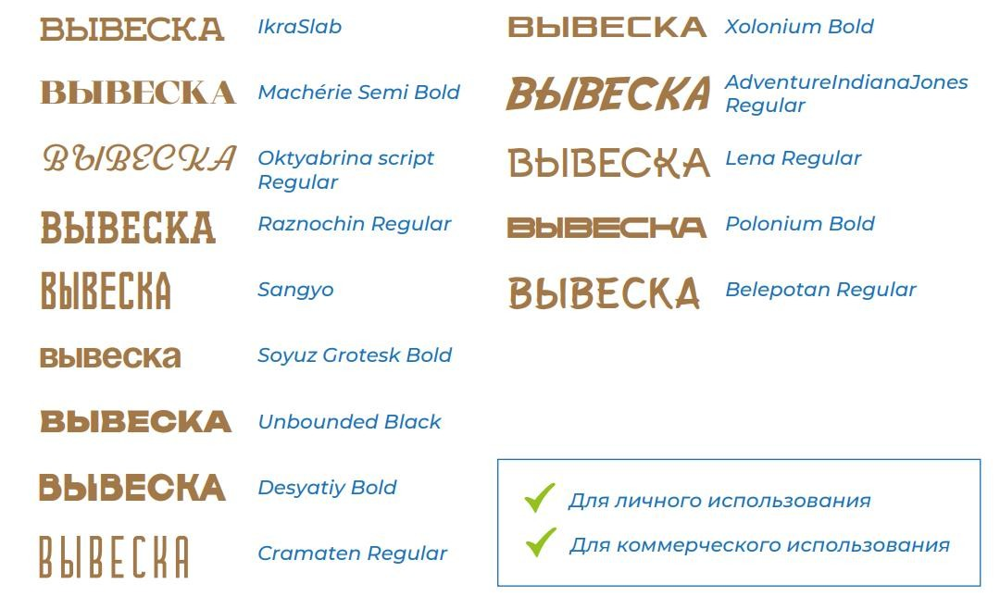 ВЫВЕСКА IkraSlab
ВЫВЕСКА Machérie Semi Bold
ВЫВЕСКА Oktyabrina script
Regular
ВЫВЕСКА Raznochin Regular
ВЫВЕСКА Sangyo
вывеска Soyuz Grotesk Bold
ВЫВЕСКА Unbounded Black
ВЫВЕСКА Desyatiy Bold
ВЫВЕСКА Cramaten Regular
ВЫВЕСКА Xolonium Bold
ВЫВЕСКА AdventureIndianaJones
Regular
ВЫВЕСКА Lena Regular
ВЫВЕСКА Polonium Bold
ВЫВЕСКА Belepotan Regular
Для личного использования
Для коммерческого использования